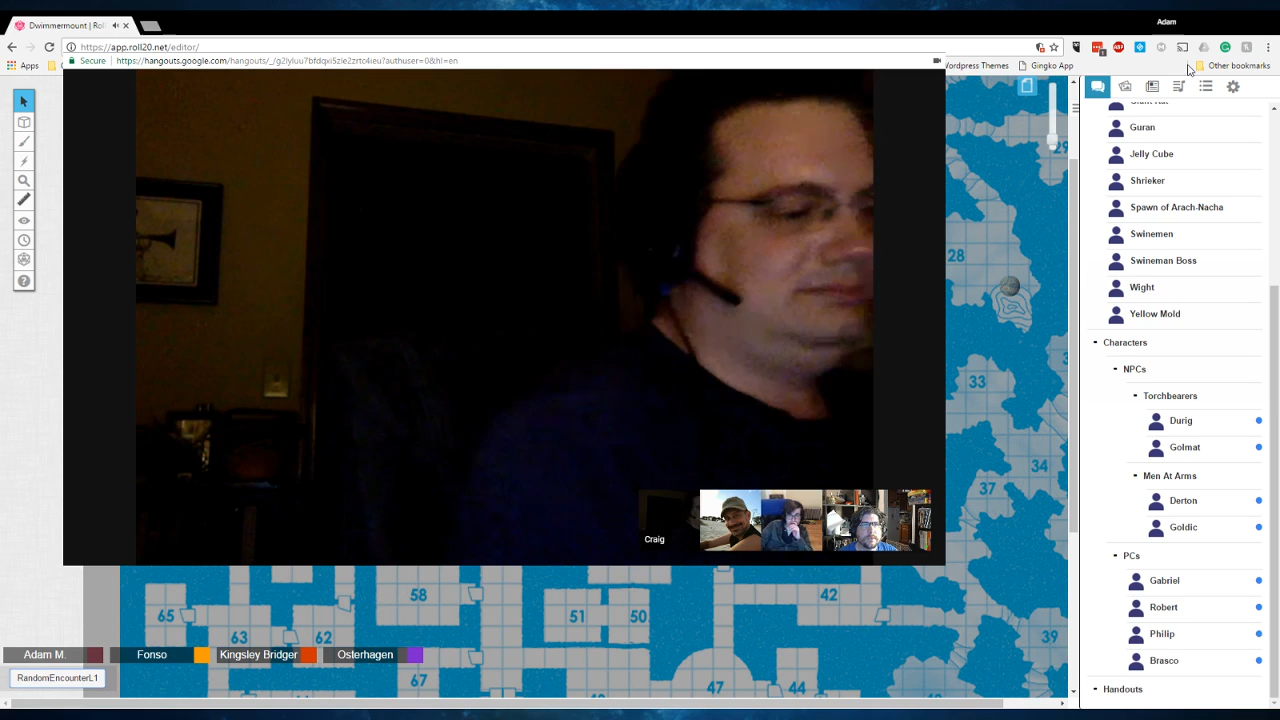 Adam
Dwimmermount | Roll
https://app.roll20.net/editor/
Apps
Secure
https://hangouts.google.com/hangouts/_/g2lyluu7bfdqxi5zle2zrtc4ieu?authuser=0&hl=en
Wordpress Themes
Gingko App
Other bookmarks
Giant Rat
Guran
Jelly Cube
Shrieker
Spawn of Arach-Nacha
Swinemen
Swineman Boss
Wight
Yellow Mold
Characters
NPCs
Torchbearers
Durig
Golmat
Men At Arms
Derton
Goldic
PCs
Gabriel
Robert
Philip
Brasco
Handouts
28
33
34
37
Craig
58
65
63
62
51
50
42
39
67
47
44
Adam M.
Fonso
Kingsley Bridger
Osterhagen
RandomEncounterL1